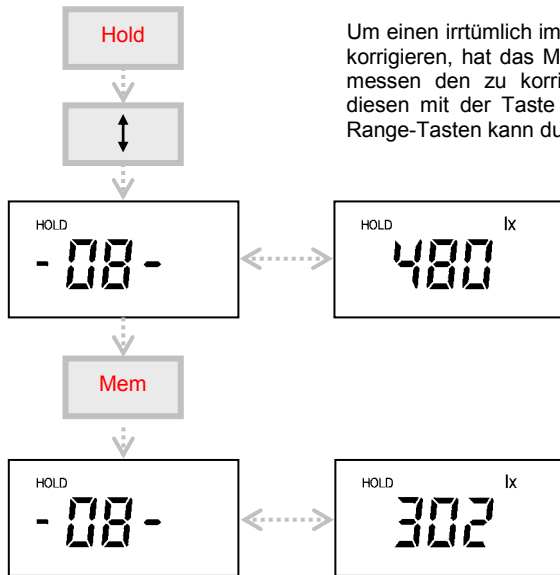 Hold
Um einen irrtümlich im
korrigieren, hat das M
messen den zu korri
diesen mit der Taste
Range-Tasten kann du
HOLD
- 08 -
HOLD lx
480
Mem
HOLD
- 08 -
HOLD lx
302